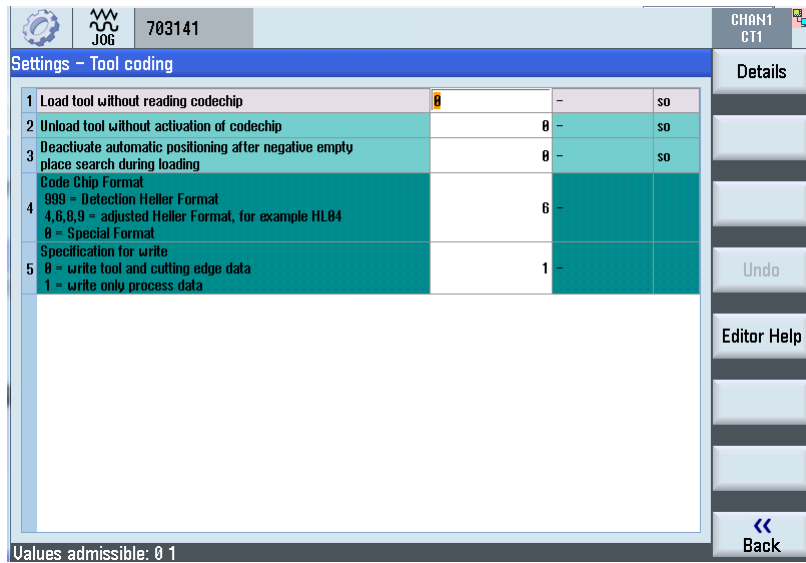 JOG
703141
CHAN1
CT1
Settings - Tool coding
Details
1 Load tool without reading codechip 0 - so
2 Unload tool without activation of codechip 0 - so
3 Deactivate automatic positioning after negative empty
place search during loading 0 - so
4 Code Chip Format
999 = Detection Heller Format
4,6,8,9 = adjusted Heller Format, for example HL04
0 = Special Format 6 -
5 Specification for write
0 = write tool and cutting edge data
1 = write only process data 1 -
Undo
Editor Help
<<
Back
Values admissible: 0 1